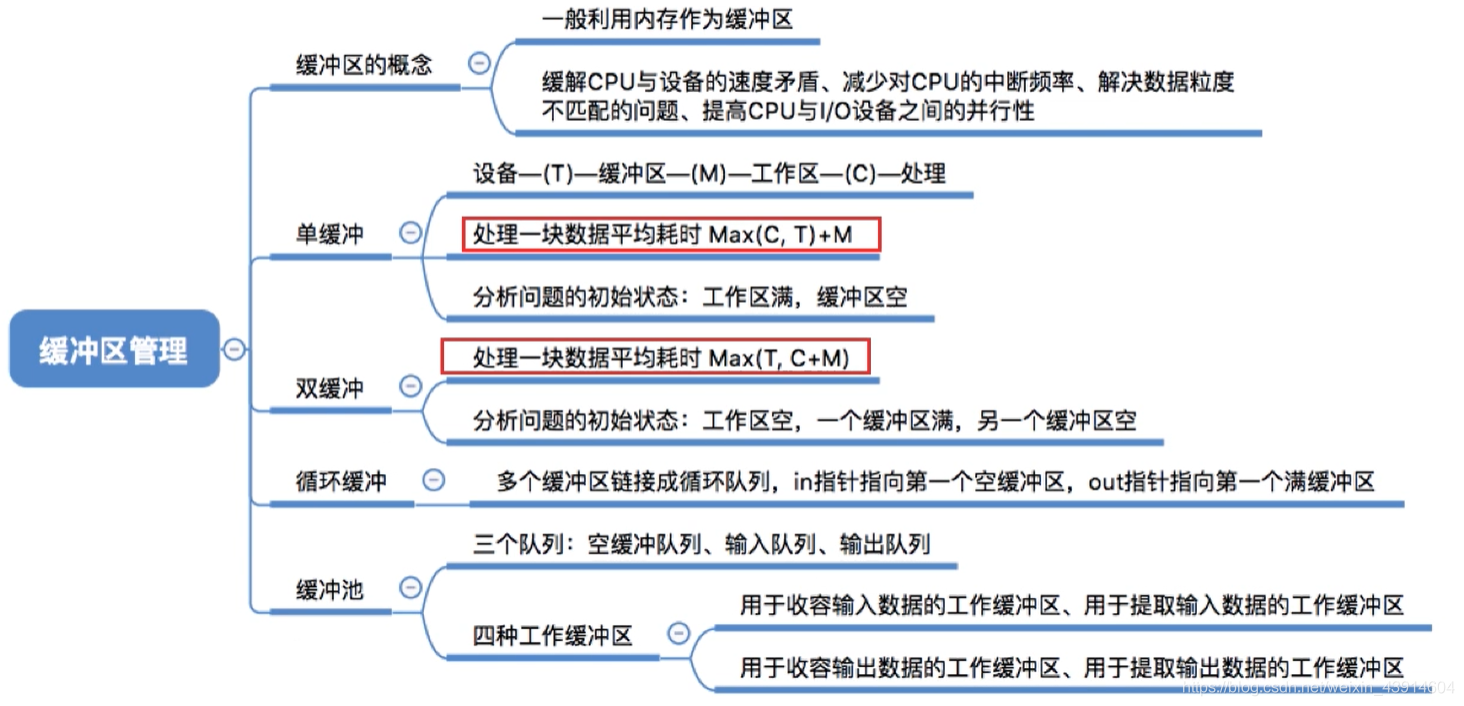 一般利用内存作为缓冲区
缓冲区的概念
缓解CPU与设备的速度矛盾、减少对CPU的中断频率、解决数据粒度
不匹配的问题、提高CPU与I/O设备之间的并行性
设备—(T)—缓冲区—(M)—工作区—(C)—处理
单缓冲
处理一块数据平均耗时 Max(C, T)+M
分析问题的初始状态：工作区满，缓冲区空
缓冲区管理
处理一块数据平均耗时 Max(T, C+M)
双缓冲
分析问题的初始状态：工作区空，一个缓冲区满，另一个缓冲区空
循环缓冲
多个缓冲区链接成循环队列，in指针指向第一个空缓冲区，out指针指向第一个满缓冲区
三个队列：空缓冲队列、输入队列、输出队列
缓冲池
用于收容输入数据的工作缓冲区、用于提取输入数据的工作缓冲区
四种工作缓冲区
用于收容输出数据的工作缓冲区、用于提取输出数据的工作缓冲区
https://blog.csdn.net/weixin_43914604